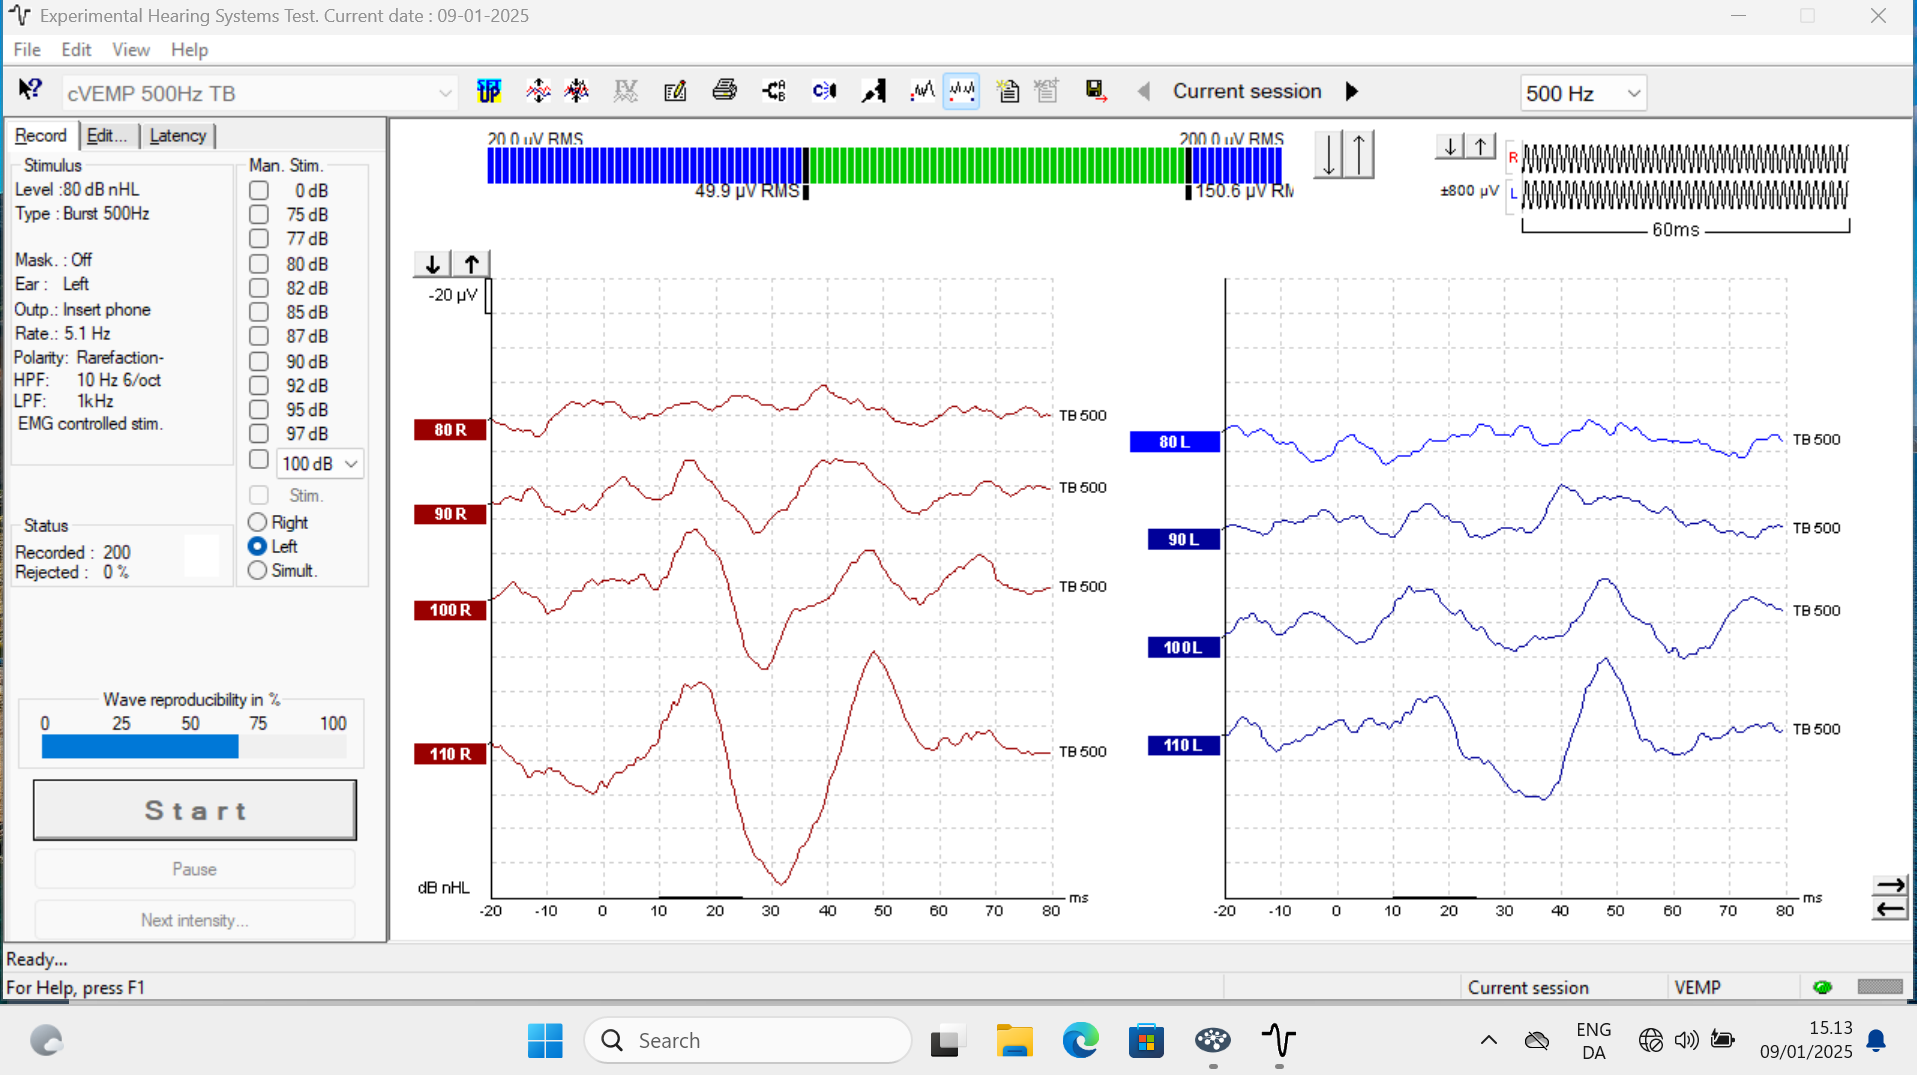 Experimental Hearing Systems Test. Current date : 09-01-2025
File Edit View Help
cVEMP 500Hz TB
SET UP
IV
A B
Current session
500 Hz
Record Edit... Latency
Stimulus
Level :80 dB nHL
Type : Burst 500Hz
Mask. : Off
Ear : Left
Outp.: Insert phone
Rate.: 5.1 Hz
Polarity: Rarefaction-
HPF: 10 Hz 6/oct
LPF: 1kHz
EMG controlled stim.
Man. Stim.
0 dB
75 dB
77 dB
80 dB
82 dB
85 dB
87 dB
90 dB
92 dB
95 dB
97 dB
100 dB
Stim.
Right
Left
Simult.
Status
Recorded : 200
Rejected : 0 %
Wave reproducibility in %
0 25 50 75 100
Start
Pause
Next intensity...
20.0 µV RMS 200.0 µV RMS
49.9 µV RMS 150.6 µV RM
R
±800 µV L
60ms
-20 µV
80 R TB 500
90 R TB 500
100 R TB 500
110 R TB 500
dB nHL
-20 -10 0 10 20 30 40 50 60 70 80 ms
80 L TB 500
90 L TB 500
100 L TB 500
110 L TB 500
-20 -10 0 10 20 30 40 50 60 70 80 ms
Ready...
For Help, press F1
Current session VEMP
Search
ENG
DA
15.13
09/01/2025